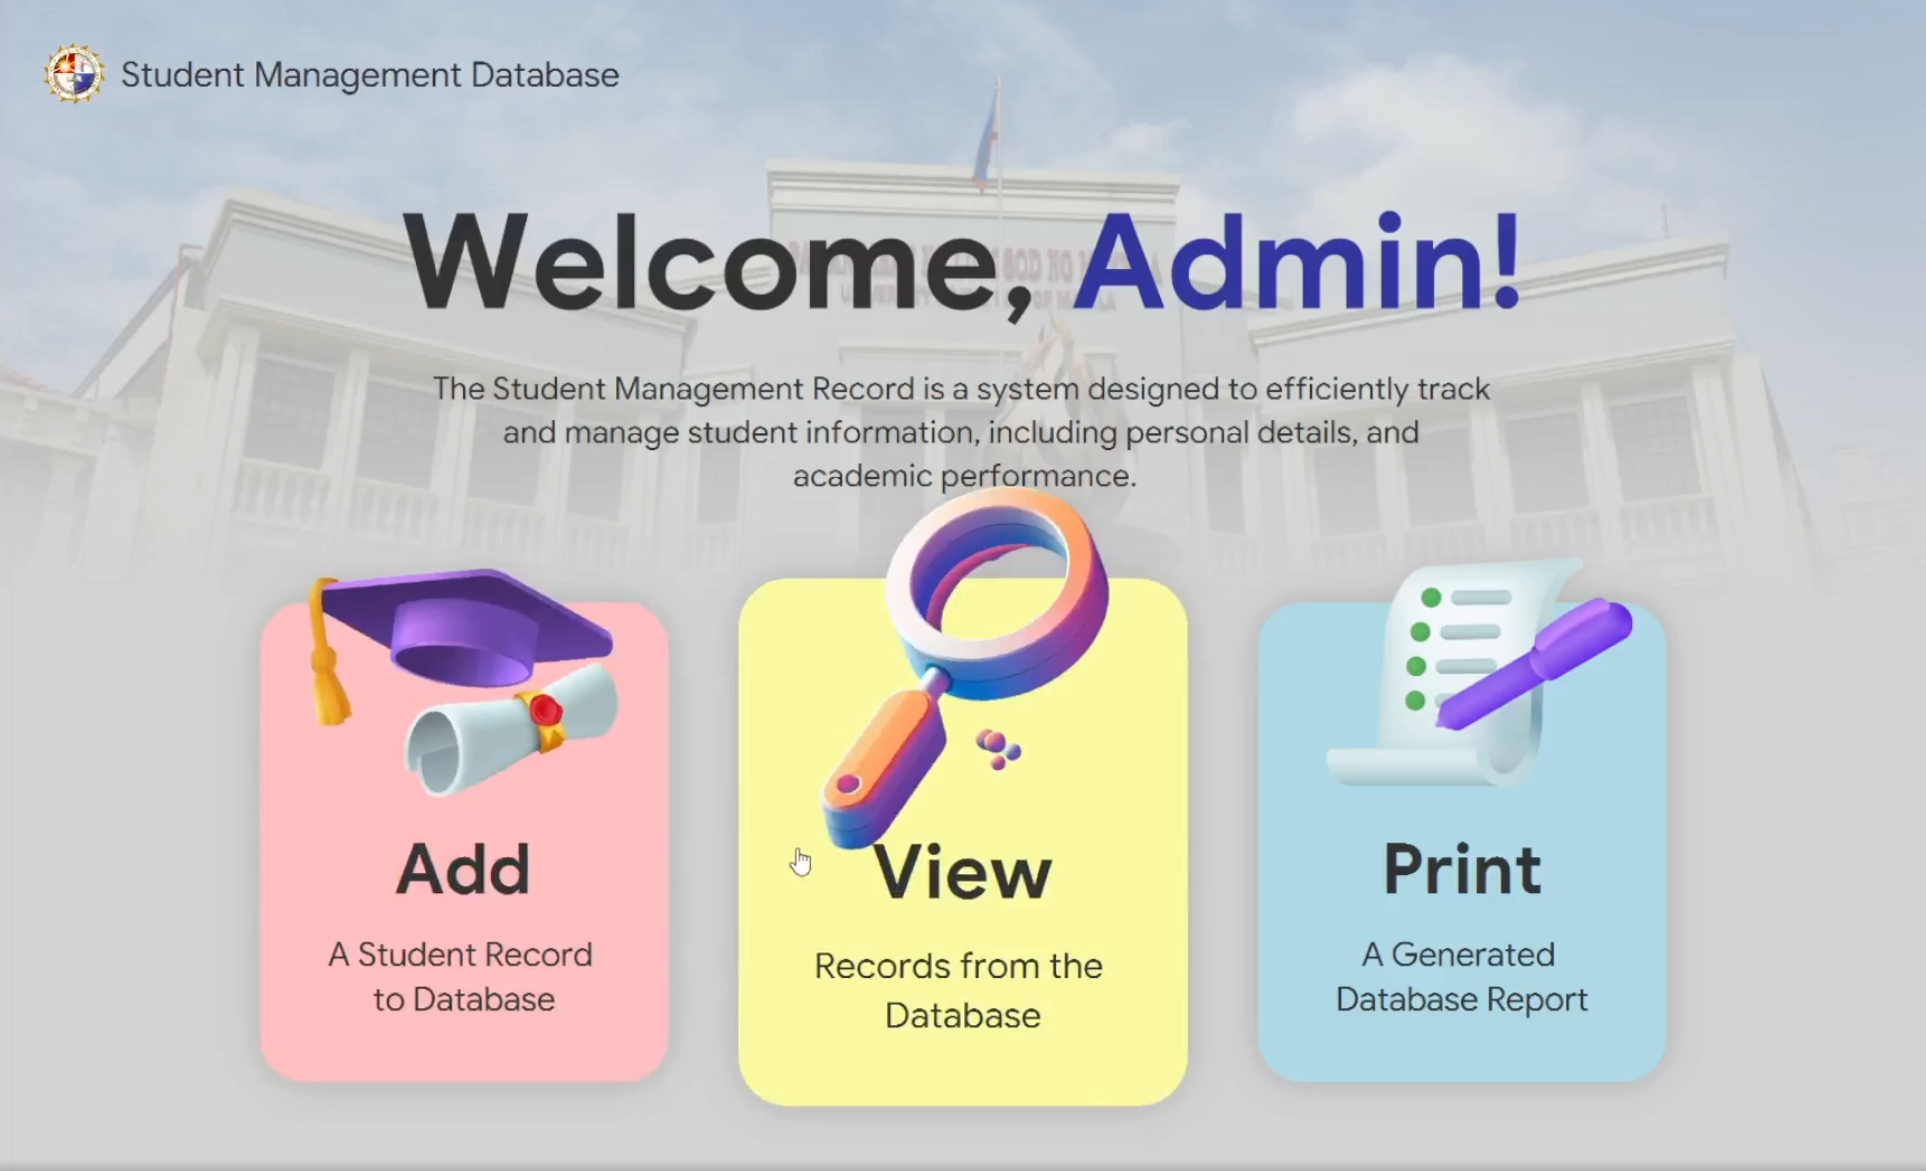 Student Management Database
Welcome, Admin!
The Student Management Record is a system designed to efficiently track
and manage student information, including personal details, and
academic performance.
Add
A Student Record
to Database
View
Records from the
Database
Print
A Generated
Database Report